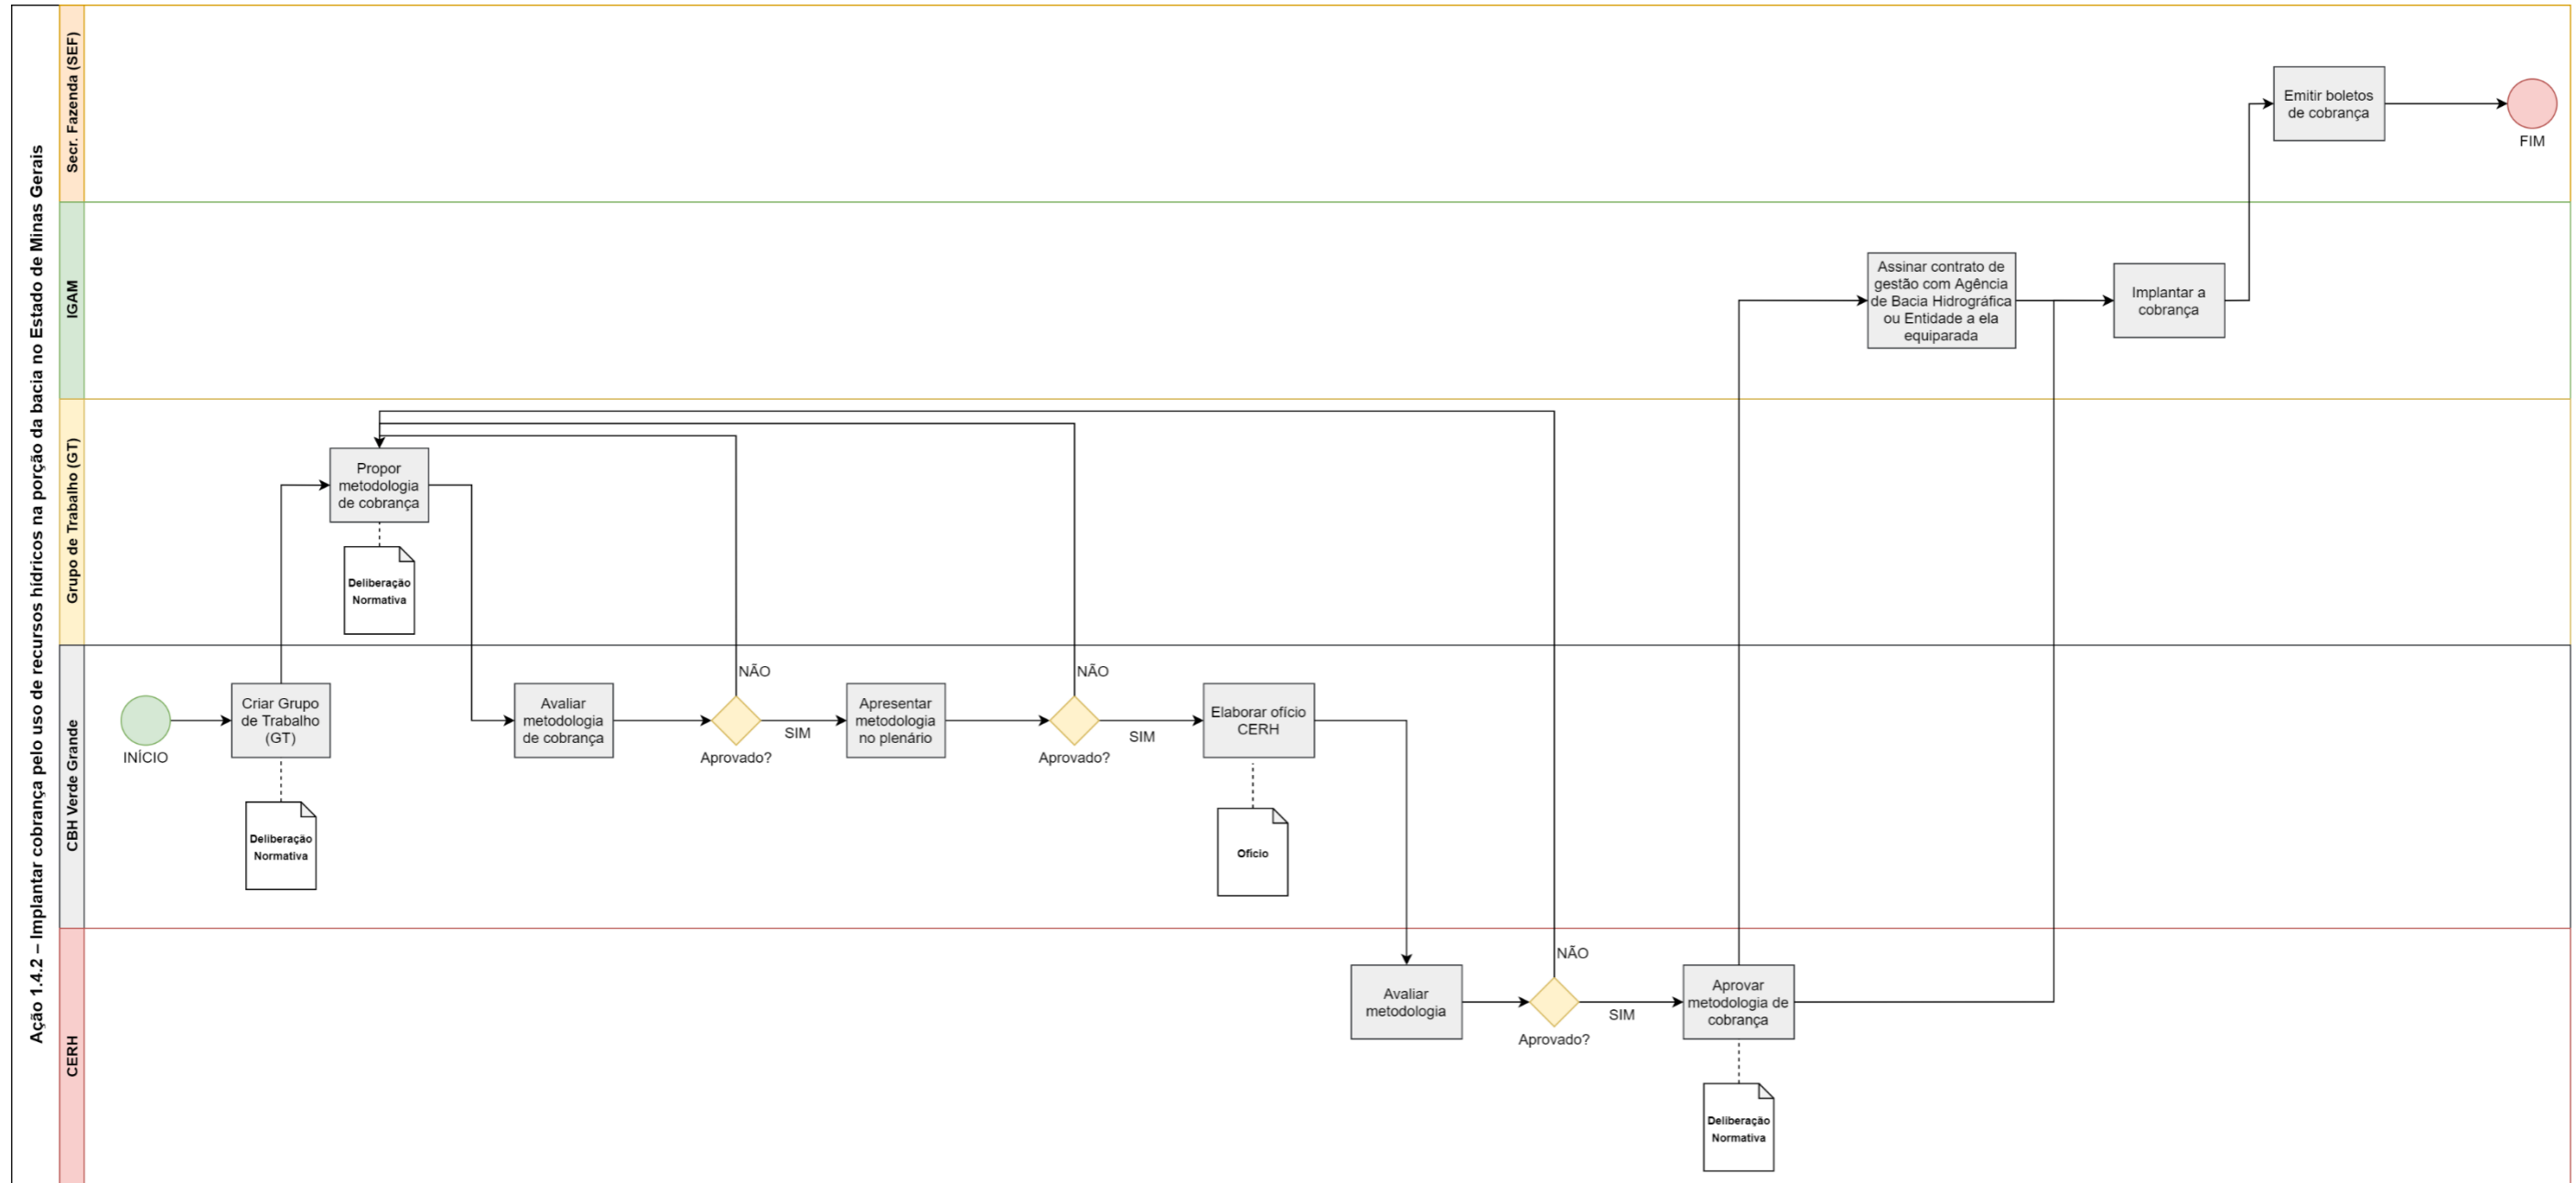 Ação 1.4.2 – Implantar cobrança pelo uso de recursos hídricos na porção da bacia no Estado de Minas Gerais
Secr. Fazenda (SEF)
Emitir boletos
de cobrança
FIM
IGAM
Assinar contrato de
gestão com Agência
de Bacia Hidrográfica
ou Entidade a ela
equiparada
Implantar a
cobrança
Grupo de Trabalho (GT)
Propor
metodologia
de cobrança
Deliberação
Normativa
CBH Verde Grande
INÍCIO
Criar Grupo
de Trabalho
(GT)
Deliberação
Normativa
Avaliar
metodologia
de cobrança
NÃO
SIM
Aprovado?
Apresentar
metodologia
no plenário
NÃO
SIM
Aprovado?
Elaborar ofício
CERH
Ofício
CERH
Avaliar
metodologia
NÃO
SIM
Aprovado?
Aprovar
metodologia de
cobrança
Deliberação
Normativa